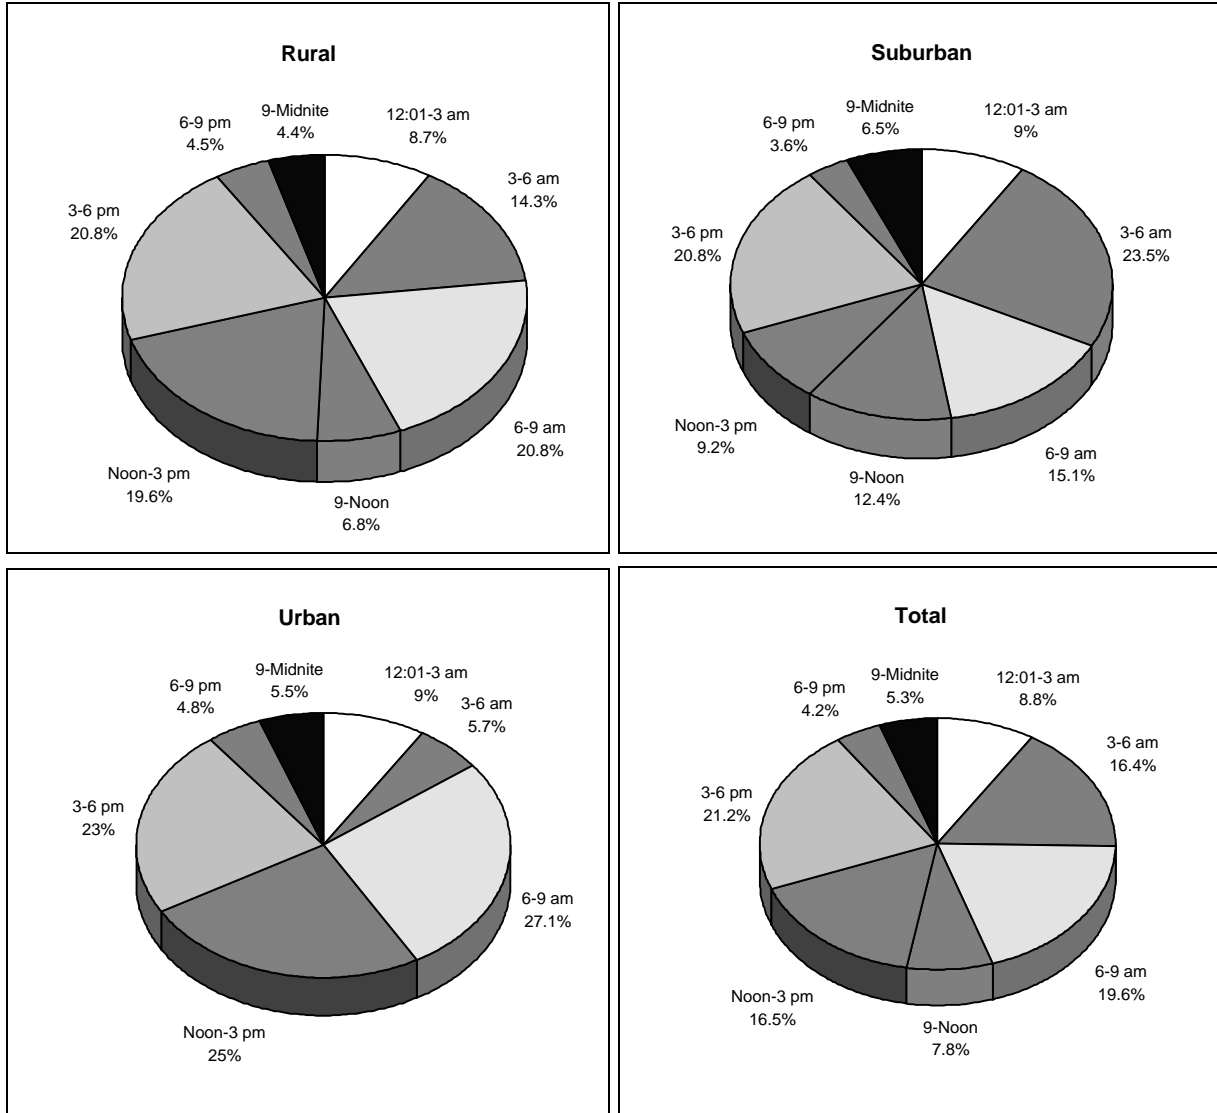 Rural
9-Midnite
4.4%
12:01-3 am
8.7%
6-9 pm
4.5%
3-6 am
14.3%
3-6 pm
20.8%
6-9 am
20.8%
Noon-3 pm
19.6%
9-Noon
6.8%
Suburban
9-Midnite
6.5%
12:01-3 am
9%
6-9 pm
3.6%
3-6 am
23.5%
3-6 pm
20.8%
Noon-3 pm
9.2%
6-9 am
15.1%
9-Noon
12.4%
Urban
9-Midnite
5.5%
12:01-3 am
9%
6-9 pm
4.8%
3-6 am
5.7%
3-6 pm
23%
6-9 am
27.1%
Noon-3 pm
25%
Total
9-Midnite
5.3%
12:01-3 am
8.8%
6-9 pm
4.2%
3-6 am
16.4%
3-6 pm
21.2%
6-9 am
19.6%
Noon-3 pm
16.5%
9-Noon
7.8%